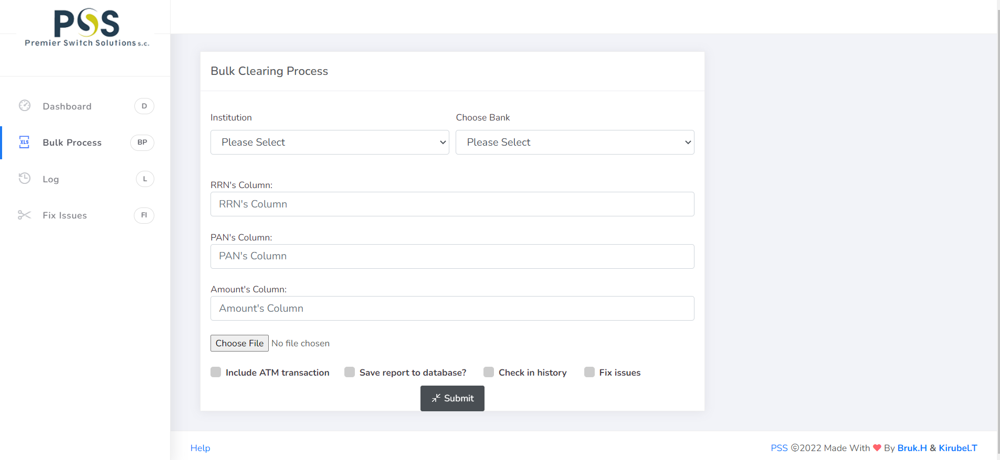 PSS
Premier Switch Solutions s.c.
Dashboard D
XLS Bulk Process BP
Log L
Fix Issues FI
Bulk Clearing Process
Institution Choose Bank
Please Select Please Select
RRN's Column:
RRN's Column
PAN's Column:
PAN's Column
Amount's Column:
Amount's Column
Choose File No file chosen
Include ATM transaction Save report to database? Check in history Fix issues
Submit
Help PSS ©2022 Made With ❤ By Bruk.H & Kirubel.T